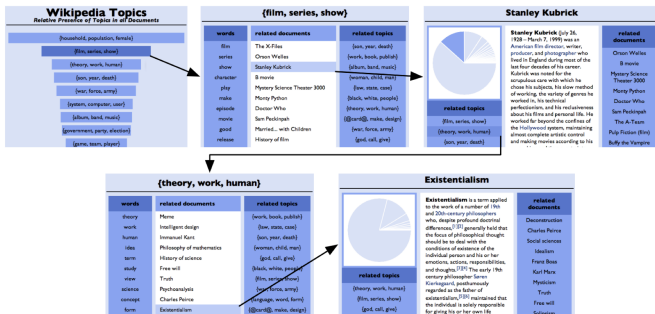 Wikipedia Topics
Relative Presence of Topics in all Documents
{household, population, female}
{film, series, show}
{theory, work, human}
{son, year, death}
{war, force, army}
{system, computer, user}
{album, band, music}
{government, party, election}
{game, team, player}
{film, series, show}
words related documents related topics
film The X-Files {son, year, death}
series Orson Welles {work, book, publish}
show Stanley Kubrick {album, band, music}
character B movie {woman, child, man}
play Mystery Science Theater 3000 {law, state, case}
make Monty Python {black, white, people}
episode Doctor Who {theory, work, human}
movie Sam Peckinpah {@card@, make, design}
good Married... with Children {war, force, army}
release History of film {god, call, give}
Stanley Kubrick
related topics
{film, series, show}
{theory, work, human}
{son, year, death}
Stanley Kubrick (July 26,
1928 – March 7, 1999) was an
American film director, writer,
producer, and photographer who
lived in England during most of the
last four decades of his career.
Kubrick was noted for the
scrupulous care with which he
chose his subjects, his slow method
of working, the variety of genres he
worked in, his technical
perfectionism, and his reclusiveness
about his films and personal life. He
worked far beyond the confines of
the Hollywood system, maintaining
almost complete artistic control
and making movies according to his
related
documents
Orson Welles
B movie
Mystery Science
Theater 3000
Monty Python
Doctor Who
Sam Peckinpah
The A-Team
Pulp Fiction (film)
Buffy the Vampire
{theory, work, human}
words related documents related topics
theory Meme {work, book, publish}
work Intelligent design {law, state, case}
human Immanuel Kant {son, year, death}
idea Philosophy of mathematics {woman, child, man}
term History of science {god, call, give}
study Free will {black, white, people}
view Truth {film, series, show}
science Psychoanalysis {war, force, army}
concept Charles Peirce {language, word, form}
form Existentialism {@card@, make, design}
Existentialism
related topics
{theory, work, human}
{film, series, show}
{god, call, give}
Existentialism is a term applied
to the work of a number of 19th
and 20th-century philosophers
who, despite profound doctrinal
differences,[1][2] generally held that
the focus of philosophical thought
should be to deal with the
conditions of existence of the
individual person and his or her
emotions, actions, responsibilities,
and thoughts.[3][4] The early 19th
century philosopher Søren
Kierkegaard, posthumously
regarded as the father of
existentialism,[5][6] maintained that
the individual is solely responsible
for giving his or her own life
related
documents
Deconstruction
Charles Peirce
Social sciences
Idealism
Franz Boas
Karl Marx
Mysticism
Truth
Free will